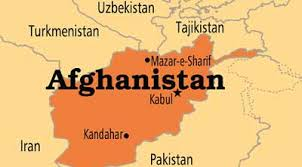 Uzbekistan
Tajikistan
Turkmenistan
Mazar-e-Sharif
Afghanistan
Kabul
Iran
Kandahar
Pakistan